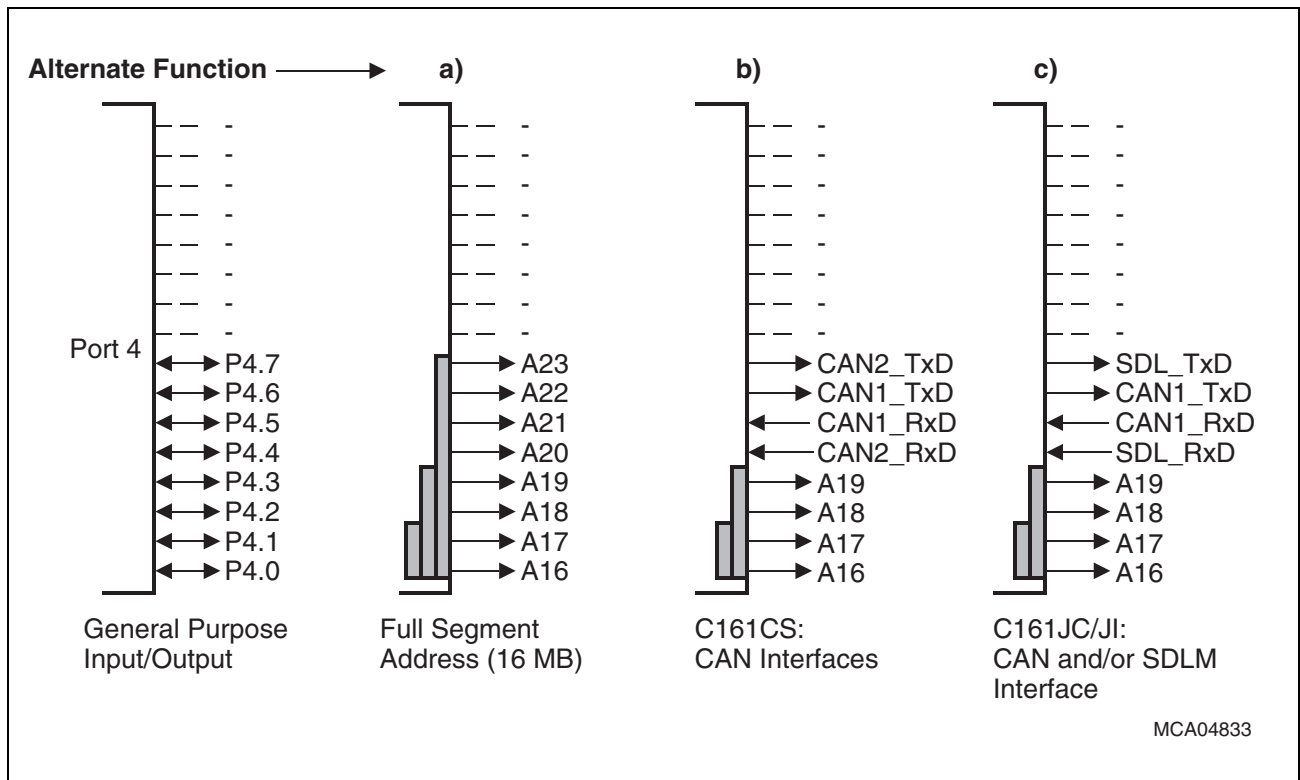 Alternate Function a) b) c)
- - - -
- - - -
- - - -
- - - -
- - - -
- - - -
- - - -
- - - -
Port 4
P4.7 A23 CAN2_TxD SDL_TxD
P4.6 A22 CAN1_TxD CAN1_TxD
P4.5 A21 CAN1_RxD CAN1_RxD
P4.4 A20 CAN2_RxD SDL_RxD
P4.3 A19 A19 A19
P4.2 A18 A18 A18
P4.1 A17 A17 A17
P4.0 A16 A16 A16
General Purpose Full Segment C161CS: C161JC/JI:
Input/Output Address (16 MB) CAN Interfaces CAN and/or SDLM
Interface
MCA04833